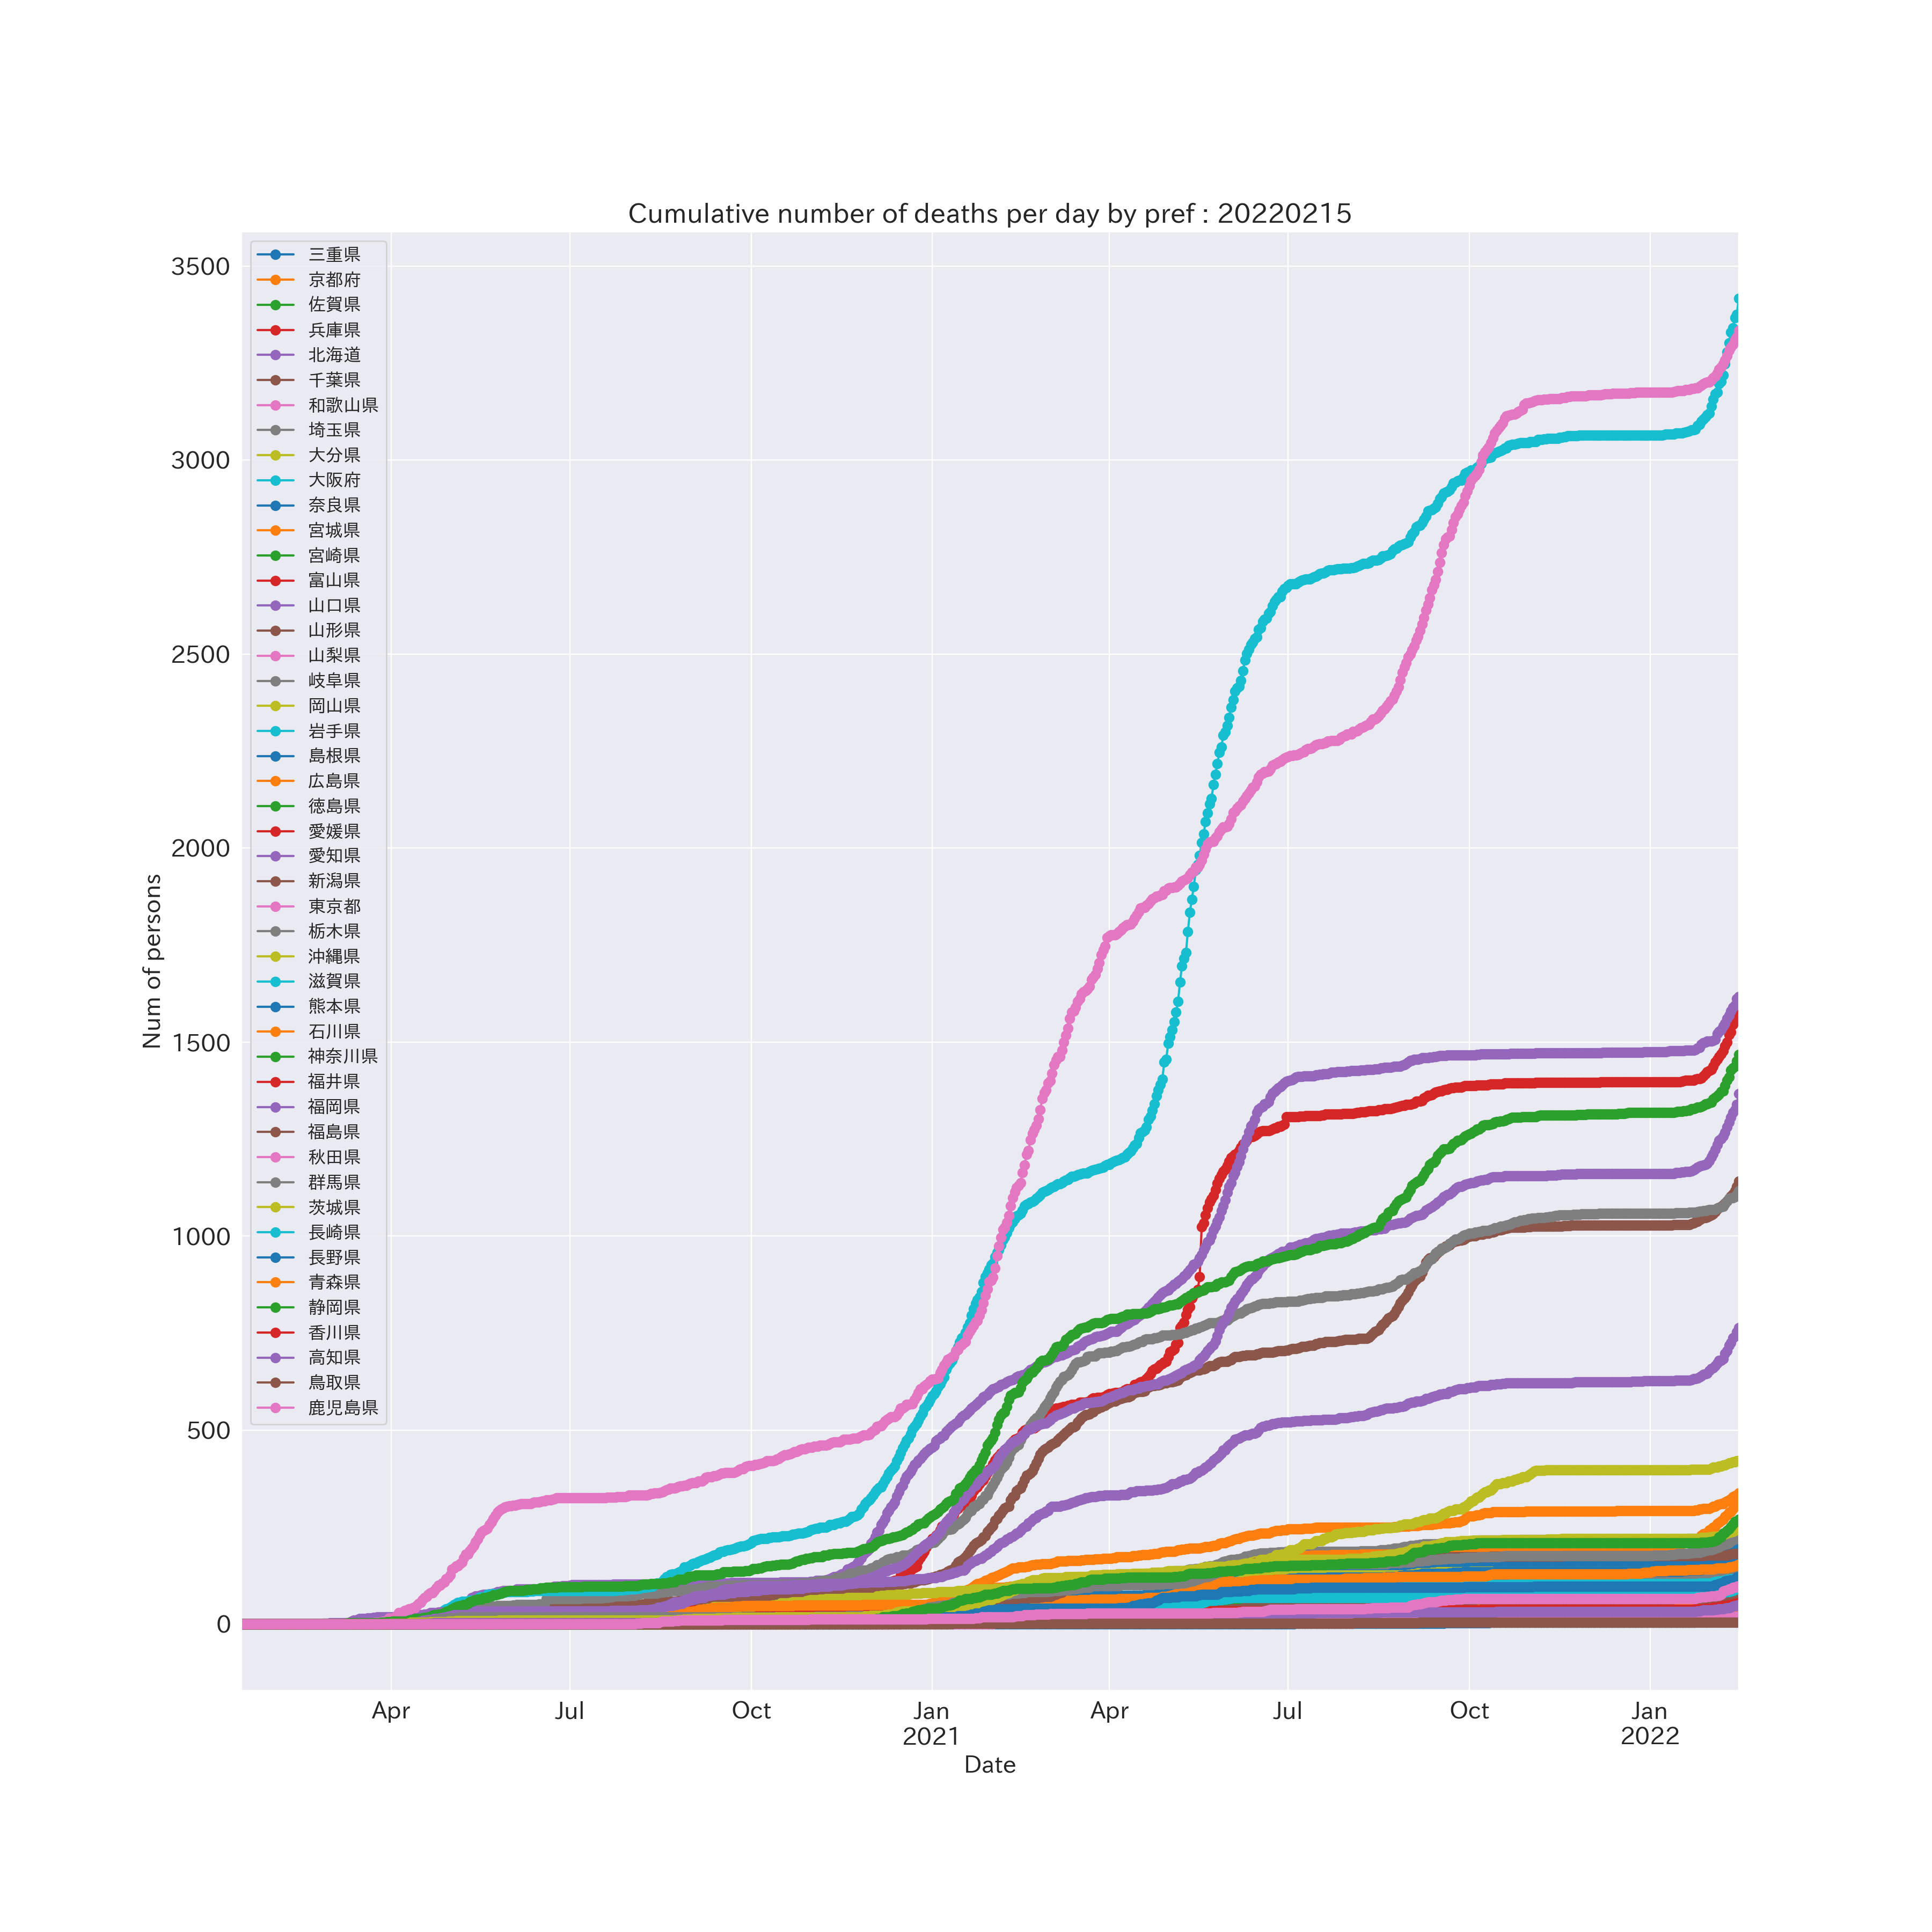 Cumulative number of deaths per day by pref : 20220215
三重県
京都府
佐賀県
兵庫県
北海道
千葉県
和歌山県
埼玉県
大分県
大阪府
奈良県
宮城県
宮崎県
富山県
山口県
山形県
山梨県
岐阜県
岡山県
岩手県
島根県
広島県
徳島県
愛媛県
愛知県
新潟県
東京都
栃木県
沖縄県
滋賀県
熊本県
石川県
神奈川県
福井県
福岡県
福島県
秋田県
群馬県
茨城県
長崎県
長野県
青森県
静岡県
香川県
高知県
鳥取県
鹿児島県
Num of persons
3500
3000
2500
2000
1500
1000
500
0
Apr Jul Oct Jan Apr Jul Oct Jan
2021 2022
Date